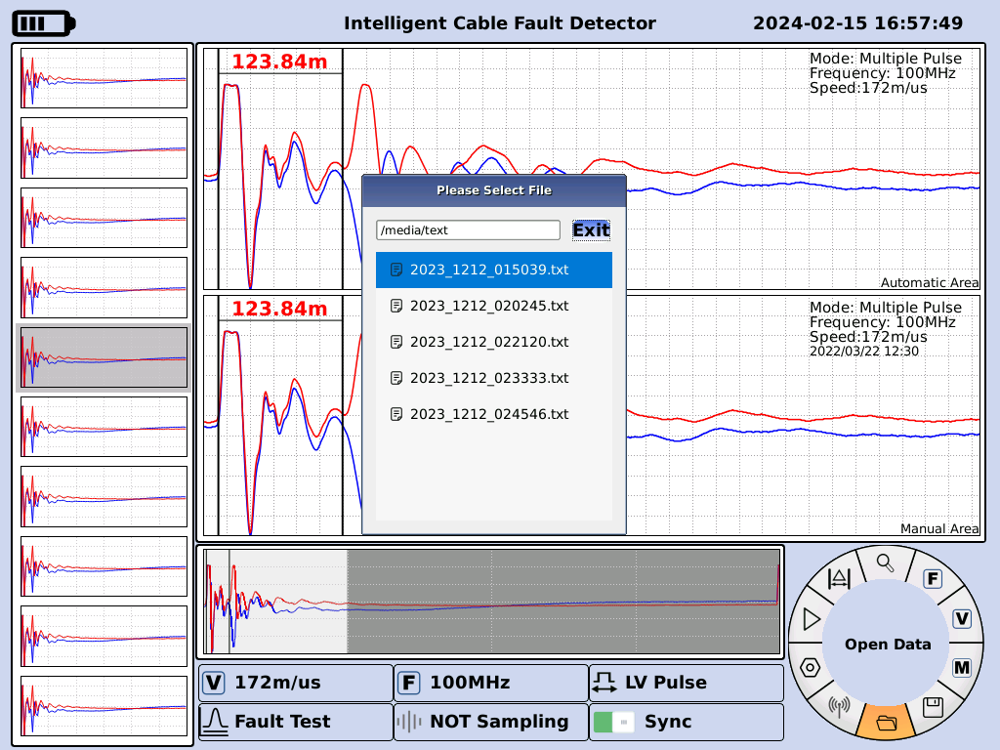 Intelligent Cable Fault Detector
2024-02-15 16:57:49
123.84m
Mode: Multiple Pulse
Frequency: 100MHz
Speed:172m/us
Automatic Area
Please Select File
/media/text
Exit
2023_1212_015039.txt
2023_1212_020245.txt
2023_1212_022120.txt
2023_1212_023333.txt
2023_1212_024546.txt
123.84m
Mode: Multiple Pulse
Frequency: 100MHz
Speed:172m/us
2022/03/22 12:30
Manual Area
F
V
M
Open Data
V 172m/us
F 100MHz
LV Pulse
Fault Test
NOT Sampling
Sync